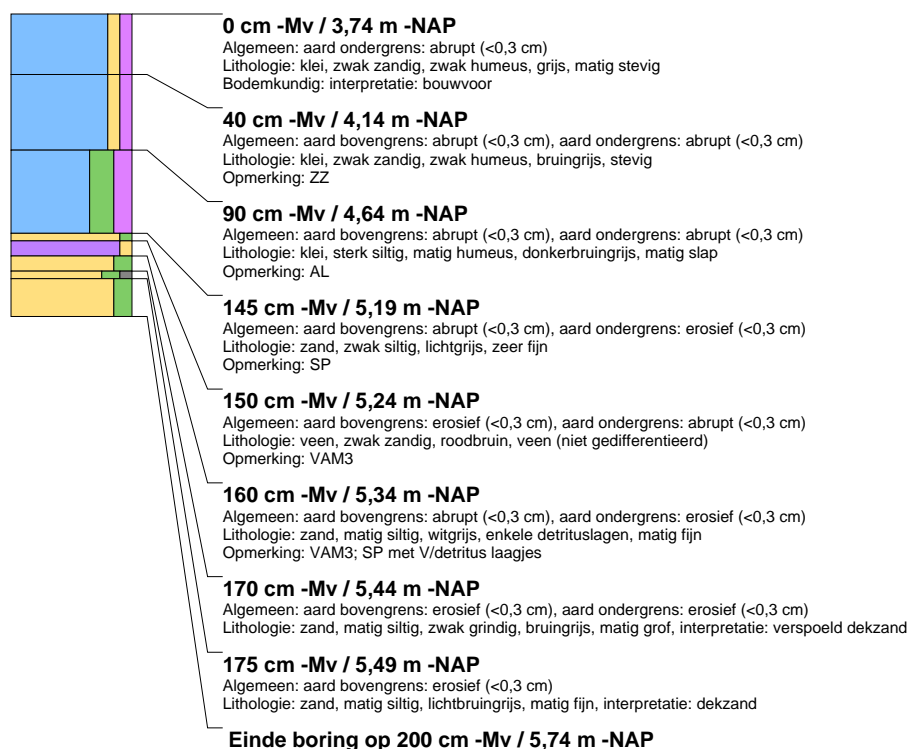 0 cm -Mv / 3,74 m -NAP
Algemeen: aard ondergrens: abrupt (<0,3 cm)
Lithologie: klei, zwak zandig, zwak humeus, grijs, matig stevig
Bodemkundig: interpretatie: bouwvoor
40 cm -Mv / 4,14 m -NAP
Algemeen: aard bovengrens: abrupt (<0,3 cm), aard ondergrens: abrupt (<0,3 cm)
Lithologie: klei, zwak zandig, zwak humeus, bruingrijs, stevig
Opmerking: ZZ
90 cm -Mv / 4,64 m -NAP
Algemeen: aard bovengrens: abrupt (<0,3 cm), aard ondergrens: abrupt (<0,3 cm)
Lithologie: klei, sterk siltig, matig humeus, donkerbruingrijs, matig slap
Opmerking: AL
145 cm -Mv / 5,19 m -NAP
Algemeen: aard bovengrens: abrupt (<0,3 cm), aard ondergrens: erosief (<0,3 cm)
Lithologie: zand, zwak siltig, lichtgrijs, zeer fijn
Opmerking: SP
150 cm -Mv / 5,24 m -NAP
Algemeen: aard bovengrens: erosief (<0,3 cm), aard ondergrens: abrupt (<0,3 cm)
Lithologie: veen, zwak zandig, roodbruin, veen (niet gedifferentieerd)
Opmerking: VAM3
160 cm -Mv / 5,34 m -NAP
Algemeen: aard bovengrens: abrupt (<0,3 cm), aard ondergrens: erosief (<0,3 cm)
Lithologie: zand, matig siltig, witgrijs, enkele detrituslagen, matig fijn
Opmerking: VAM3; SP met V/detritus laagjes
170 cm -Mv / 5,44 m -NAP
Algemeen: aard bovengrens: erosief (<0,3 cm), aard ondergrens: erosief (<0,3 cm)
Lithologie: zand, matig siltig, zwak grindig, bruingrijs, matig grof, interpretatie: verspoeld dekzand
175 cm -Mv / 5,49 m -NAP
Algemeen: aard bovengrens: erosief (<0,3 cm)
Lithologie: zand, matig siltig, lichtbruingrijs, matig fijn, interpretatie: dekzand
Einde boring op 200 cm -Mv / 5,74 m -NAP